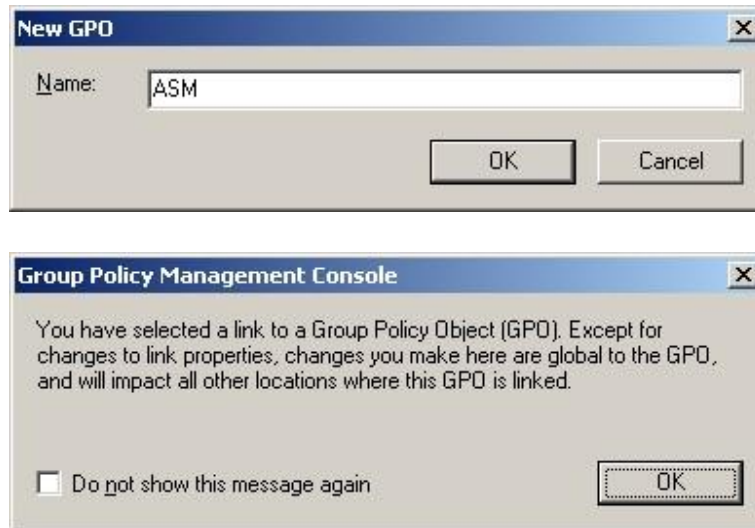 New GPO
Name: ASM
OK Cancel
Group Policy Management Console
You have selected a link to a Group Policy Object (GPO). Except for
changes to link properties, changes you make here are global to the GPO,
and will impact all other locations where this GPO is linked.
Do not show this message again OK